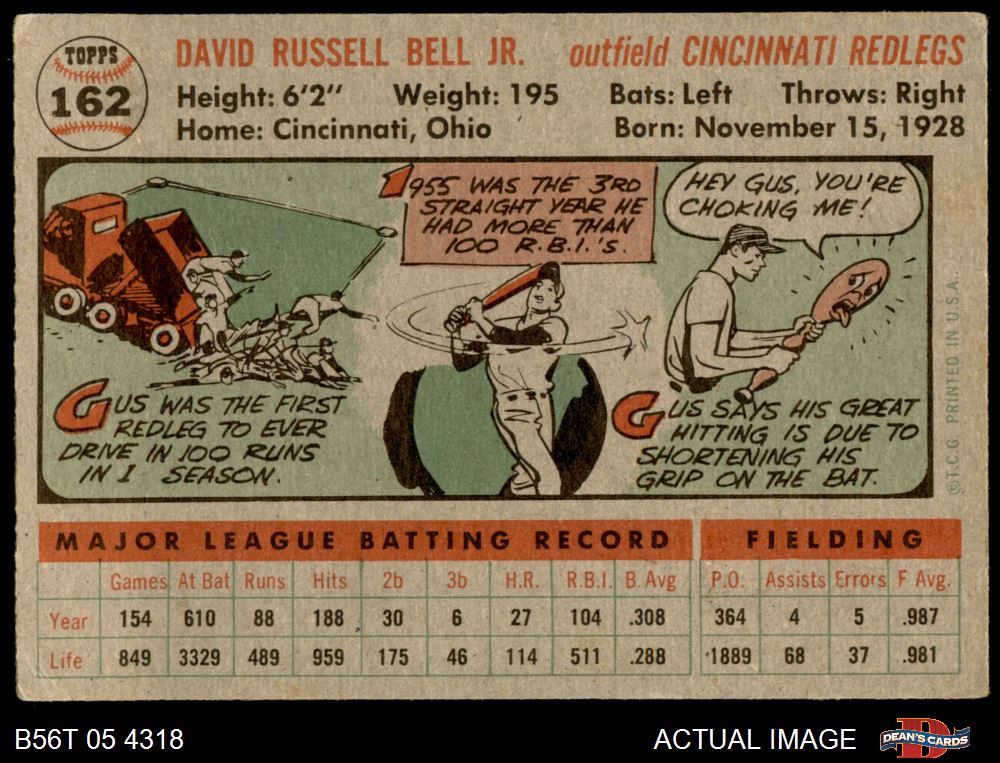 TOPPS
162
DAVID RUSSELL BELL JR. outfield CINCINNATI REDLEGS
Height: 6'2" Weight: 195 Bats: Left Throws: Right
Home: Cincinnati, Ohio Born: November 15, 1928
1955 WAS THE 3RD
STRAIGHT YEAR HE
HAD MORE THAN
100 R.B.I.'S.
HEY GUS, YOU'RE
CHOKING ME!
GUS WAS THE FIRST
REDLEG TO EVER
DRIVE IN 100 RUNS
IN 1 SEASON.
GUS SAYS HIS GREAT
HITTING IS DUE TO
SHORTENING HIS
GRIP ON THE BAT.
©T.C.G. PRINTED IN U.S.A.
MAJOR LEAGUE BATTING RECORD FIELDING
Games At Bat Runs Hits 2b 3b H.R. R.B.I. B. Avg P.O. Assists Errors F Avg.
Year 154 610 88 188 30 6 27 104 .308 364 4 5 .987
Life 849 3329 489 959 175 46 114 511 .288 1889 68 37 .981
B56T 05 4318 ACTUAL IMAGE DEAN'S CARDS